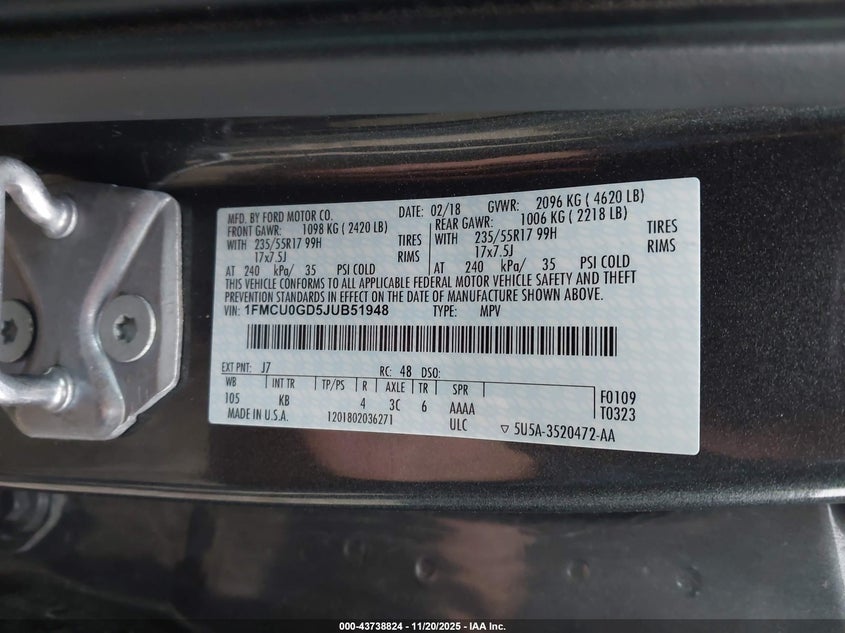 MFD. BY FORD MOTOR CO. DATE: 02/18 GVWR: 2096 KG ( 4620 LB)
FRONT GAWR: 1098 KG ( 2420 LB) REAR GAWR: 1006 KG ( 2218 LB)
WITH 235/55R17 99H TIRES WITH 235/55R17 99H TIRES
17x7.5J RIMS 17x7.5J RIMS
AT 240 kPa/ 35 PSI COLD AT 240 kPa/ 35 PSI COLD
THIS VEHICLE CONFORMS TO ALL APPLICABLE FEDERAL MOTOR VEHICLE SAFETY AND THEFT
PREVENTION STANDARDS IN EFFECT ON THE DATE OF MANUFACTURE SHOWN ABOVE.
VIN: 1FMCU0GD5JUB51948 TYPE: MPV
EXT PNT: J7 RC: 48 DSO:
WB INT TR TP/PS R AXLE TR SPR F0109
105 KB 4 3C 6 AAAA T0323
MADE IN U.S.A. 1201802036271 ULC ▽ 5U5A-3520472-AA
000-43738824 - 11/20/2025 - IAA Inc.